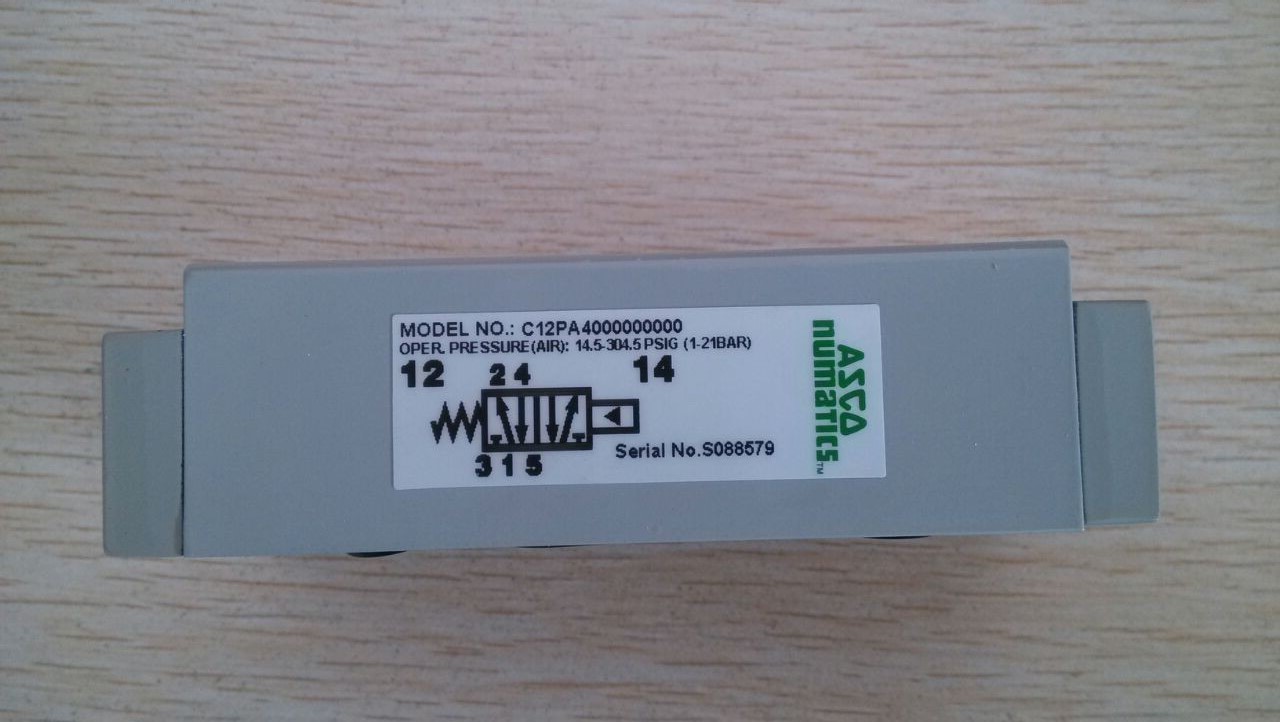 MODEL NO.: C12PA4000000000
OPER. PRESSURE(AIR): 14.5-304.5 PSIG (1-21BAR)
12 2 4 14
3 1 5
Serial No.S088579
ASCO
numatics™